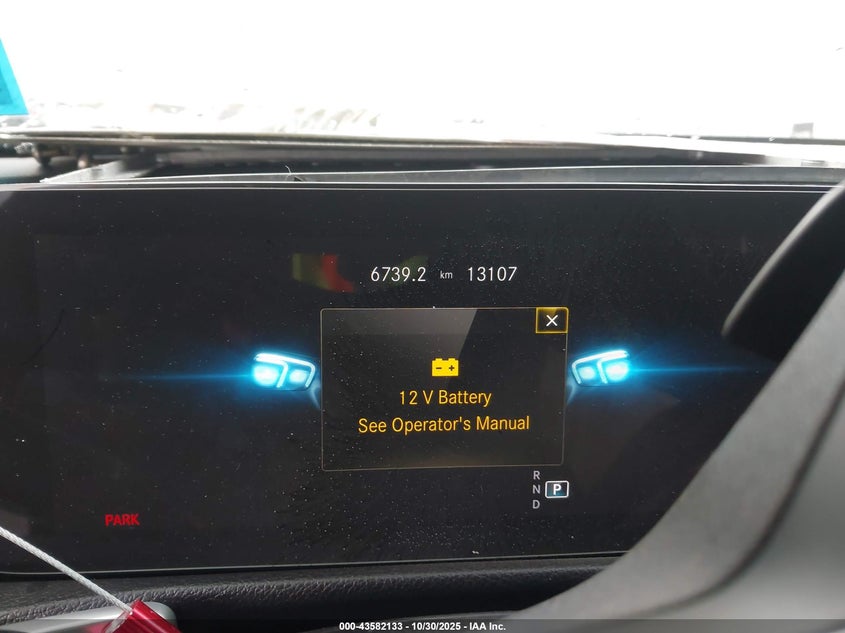 6739.2 km 13107
×
12 V Battery
See Operator's Manual
R
N P
D
PARK
000-43582133 - 10/30/2025 - IAA Inc.